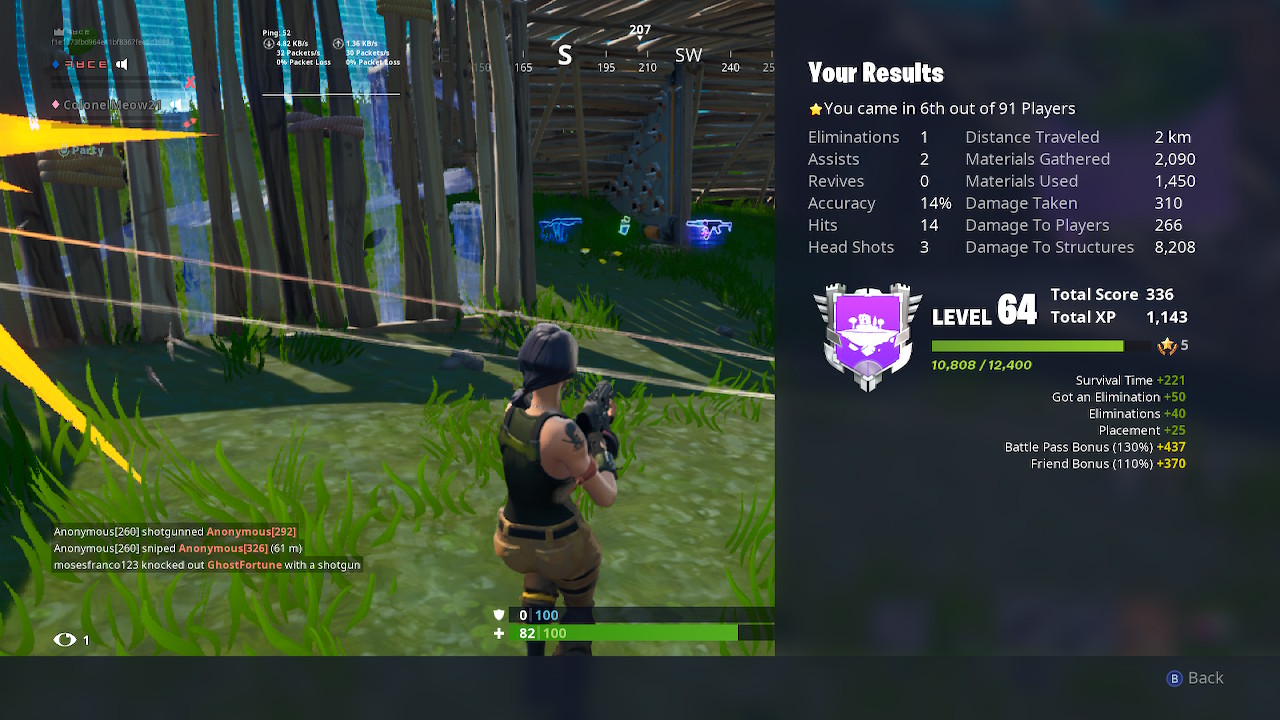 Ping: 52
4.82 KB/s 1.36 KB/s
32 Packets/s 30 Packets/s
0% Packet Loss 0% Packet Loss
ㅋㅂㄷㄷ
ColonelMeow21
Party
207
150 165 S 195 210 SW 240 25
Anonymous[260] shotgunned Anonymous[292]
Anonymous[260] sniped Anonymous[326] (61 m)
mosesfranco123 knocked out GhostFortune with a shotgun
1
0 | 100
82 | 100
Your Results
You came in 6th out of 91 Players
Eliminations 1 Distance Traveled 2 km
Assists 2 Materials Gathered 2,090
Revives 0 Materials Used 1,450
Accuracy 14% Damage Taken 310
Hits 14 Damage To Players 266
Head Shots 3 Damage To Structures 8,208
LEVEL 64
Total Score 336
Total XP 1,143
5
10,808 / 12,400
Survival Time +221
Got an Elimination +50
Eliminations +40
Placement +25
Battle Pass Bonus (130%) +437
Friend Bonus (110%) +370
B Back